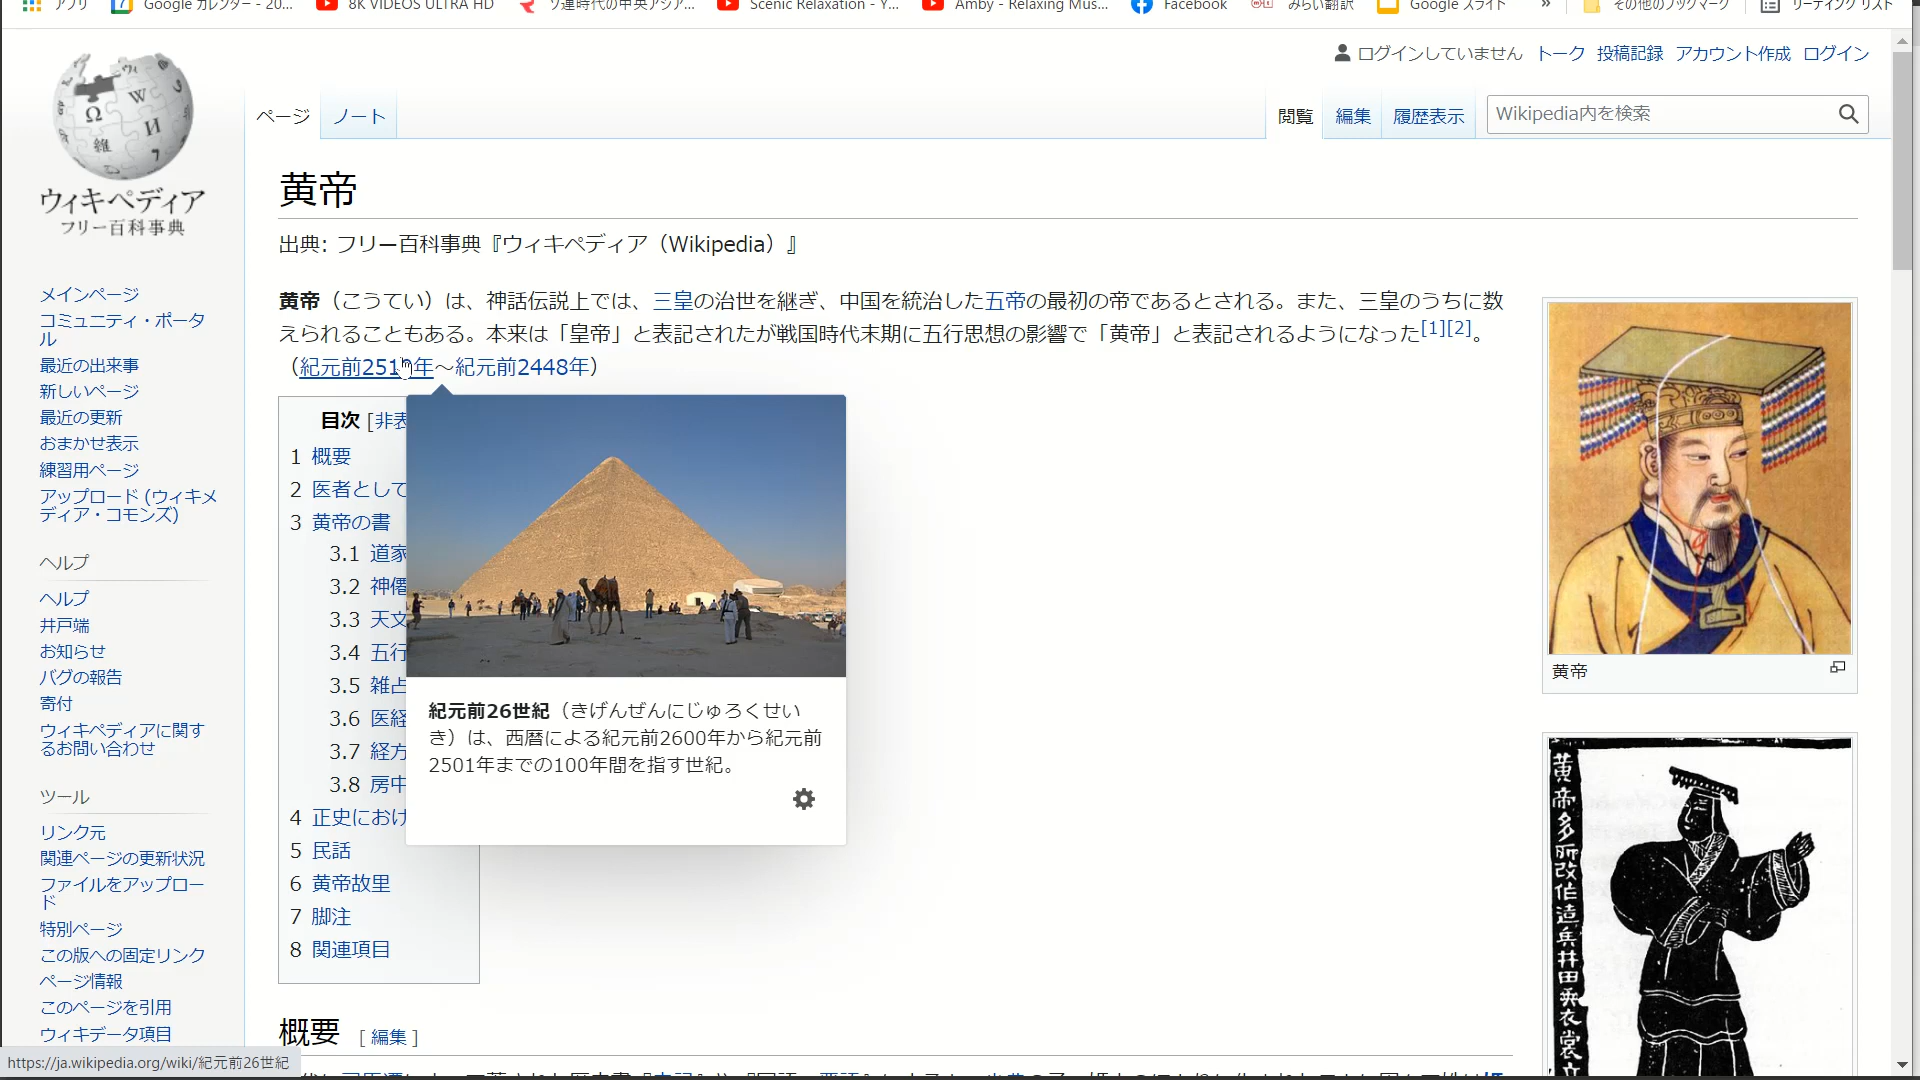 アプリ
Google カレンダー - 20...
8K VIDEOS ULTRA HD
ソ連時代の中央アジア...
Scenic Relaxation - Y...
Amby - Relaxing Mus...
Facebook
みらい翻訳
Google スライド
»
その他のブックマーク
リーディング リスト
ログインしていません トーク 投稿記録 アカウント作成 ログイン
ページ ノート 閲覧 編集 履歴表示 Wikipedia内を検索
ウィキペディア
フリー百科事典
メインページ
コミュニティ・ポータ
ル
最近の出来事
新しいページ
最近の更新
おまかせ表示
練習用ページ
アップロード (ウィキメ
ディア・コモンズ)
ヘルプ
ヘルプ
井戸端
お知らせ
バグの報告
寄付
ウィキペディアに関す
るお問い合わせ
ツール
リンク元
関連ページの更新状況
ファイルをアップロー
ド
特別ページ
この版への固定リンク
ページ情報
このページを引用
ウィキデータ項目
https://ja.wikipedia.org/wiki/紀元前26世紀
黄帝
出典: フリー百科事典『ウィキペディア（Wikipedia）』
黄帝（こうてい）は、神話伝説上では、三皇の治世を継ぎ、中国を統治した五帝の最初の帝であるとされる。また、三皇のうちに数
えられることもある。本来は「皇帝」と表記されたが戦国時代末期に五行思想の影響で「黄帝」と表記されるようになった[1][2]。
（紀元前2510年～紀元前2448年）
目次 [非表
1 概要
2 医者として
3 黄帝の書
3.1 道家
3.2 神僊
3.3 天文
3.4 五行
3.5 雑占
3.6 医経
3.7 経方
3.8 房中
4 正史におけ
5 民話
6 黄帝故里
7 脚注
8 関連項目
紀元前26世紀（きげんぜんにじゅろくせい
き）は、西暦による紀元前2600年から紀元前
2501年までの100年間を指す世紀。
概要 [ 編集 ]
黄帝
黄帝多所改作造兵井田乘衣裳立